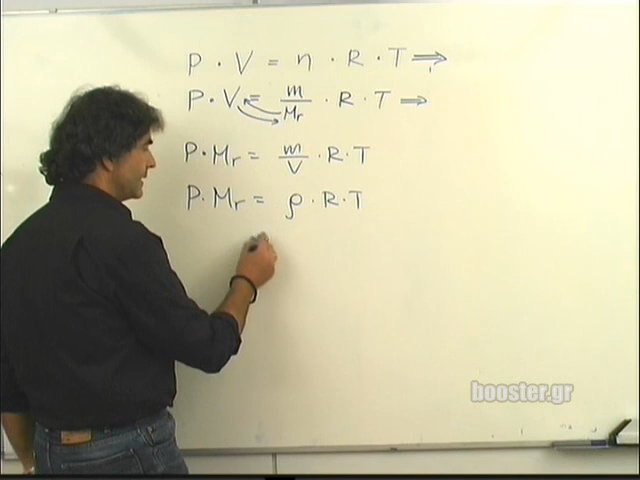 P · V = n · R · T ⇒
P · V = m/Mr · R · T ⇒
P · Mr = m/V · R · T
P · Mr = ρ · R · T
booster.gr